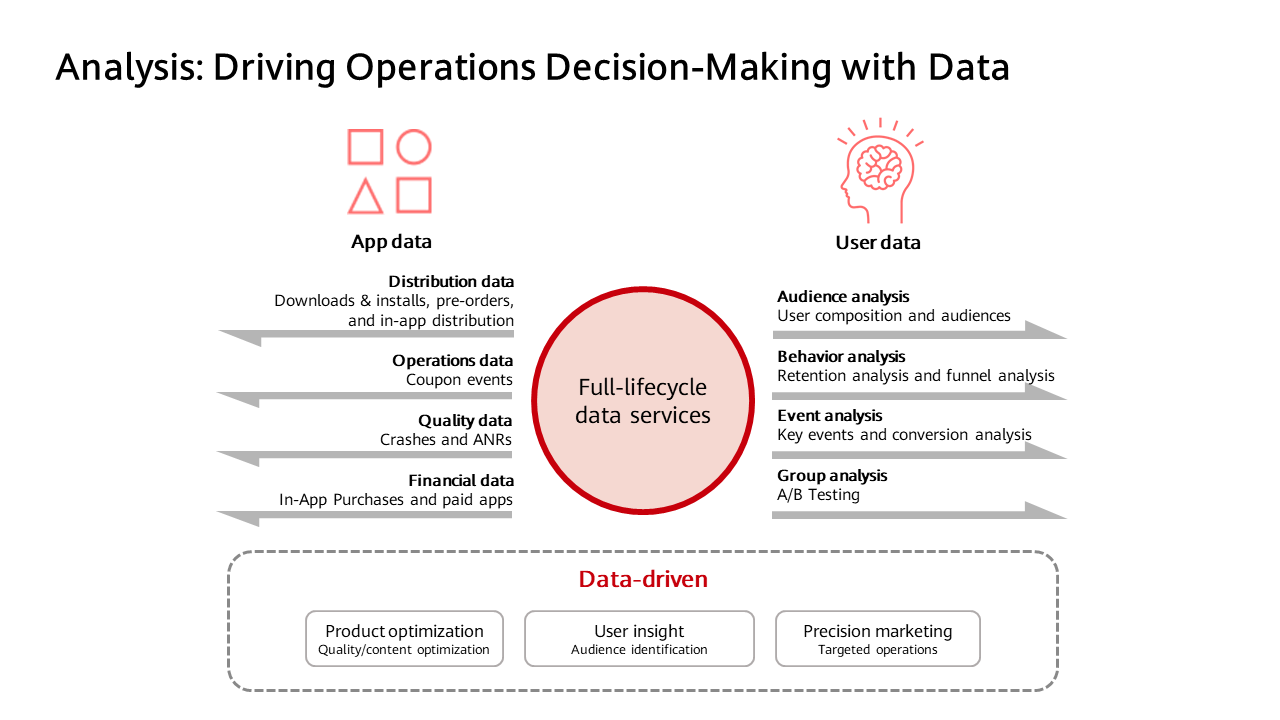 Analysis: Driving Operations Decision-Making with Data
App data
Distribution data
Downloads & installs, pre-orders,
and in-app distribution
Operations data
Coupon events
Quality data
Crashes and ANRs
Financial data
In-App Purchases and paid apps
Full-lifecycle
data services
User data
Audience analysis
User composition and audiences
Behavior analysis
Retention analysis and funnel analysis
Event analysis
Key events and conversion analysis
Group analysis
A/B Testing
Data-driven
Product optimization
Quality/content optimization
User insight
Audience identification
Precision marketing
Targeted operations